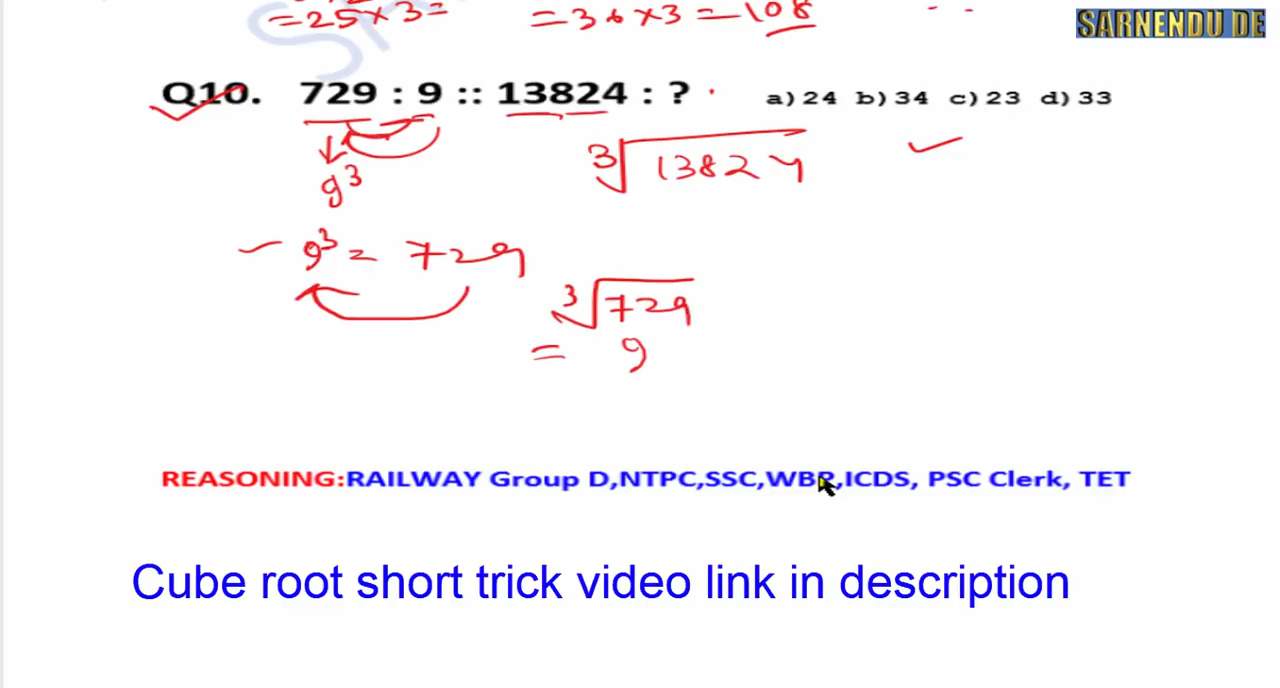 =25×3=
=36×3=108
SARNENDU DE
Q10. 729 : 9 :: 13824 : ? a) 24 b) 34 c) 23 d) 33
∛13824
9³
9³ = 729
∛729
= 9
REASONING:RAILWAY Group D,NTPC,SSC,WBP,ICDS, PSC Clerk, TET
Cube root short trick video link in description